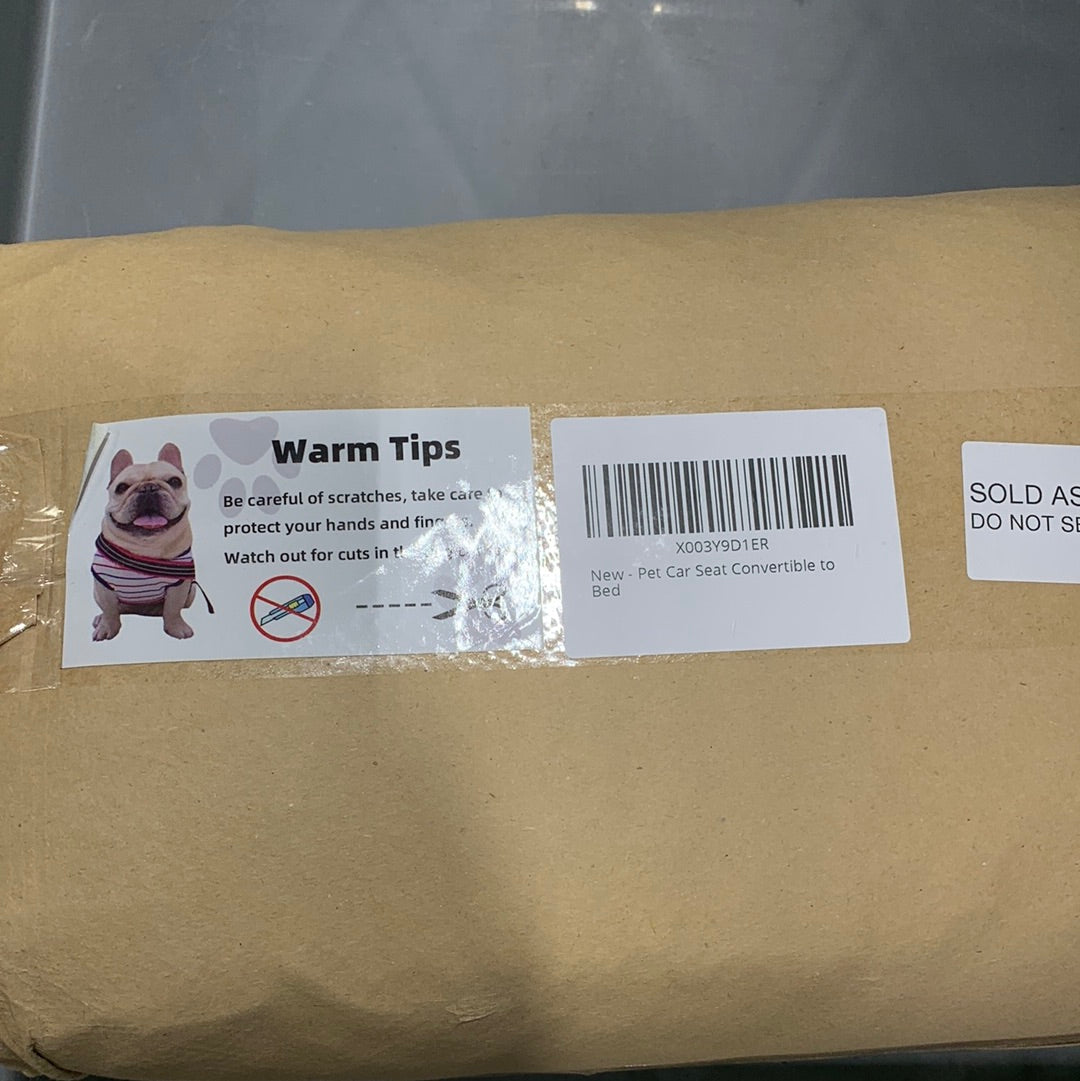 Warm Tips
Be careful of scratches, take care
protect your hands and
Watch out for cuts in
X003Y9D1ER
New - Pet Car Seat Convertible to
Bed
SOLD AS
DO NOT SE